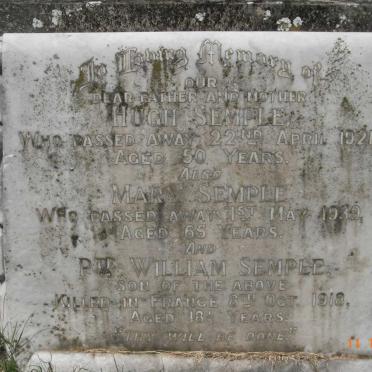 In Loving Memory of
OUR
DEAR FATHER AND MOTHER
HUGH SEMPLE,
WHO PASSED AWAY 22ND APRIL 1921
AGED 50 YEARS.
ALSO
MARY SEMPLE
WHO PASSED AWAY 1ST MAY 1939,
AGED 65 YEARS.
AND
PTE WILLIAM SEMPLE,
SON OF THE ABOVE
KILLED IN FRANCE 8TH OCT. 1918,
AGED 18½ YEARS.
"THY WILL BE DONE"